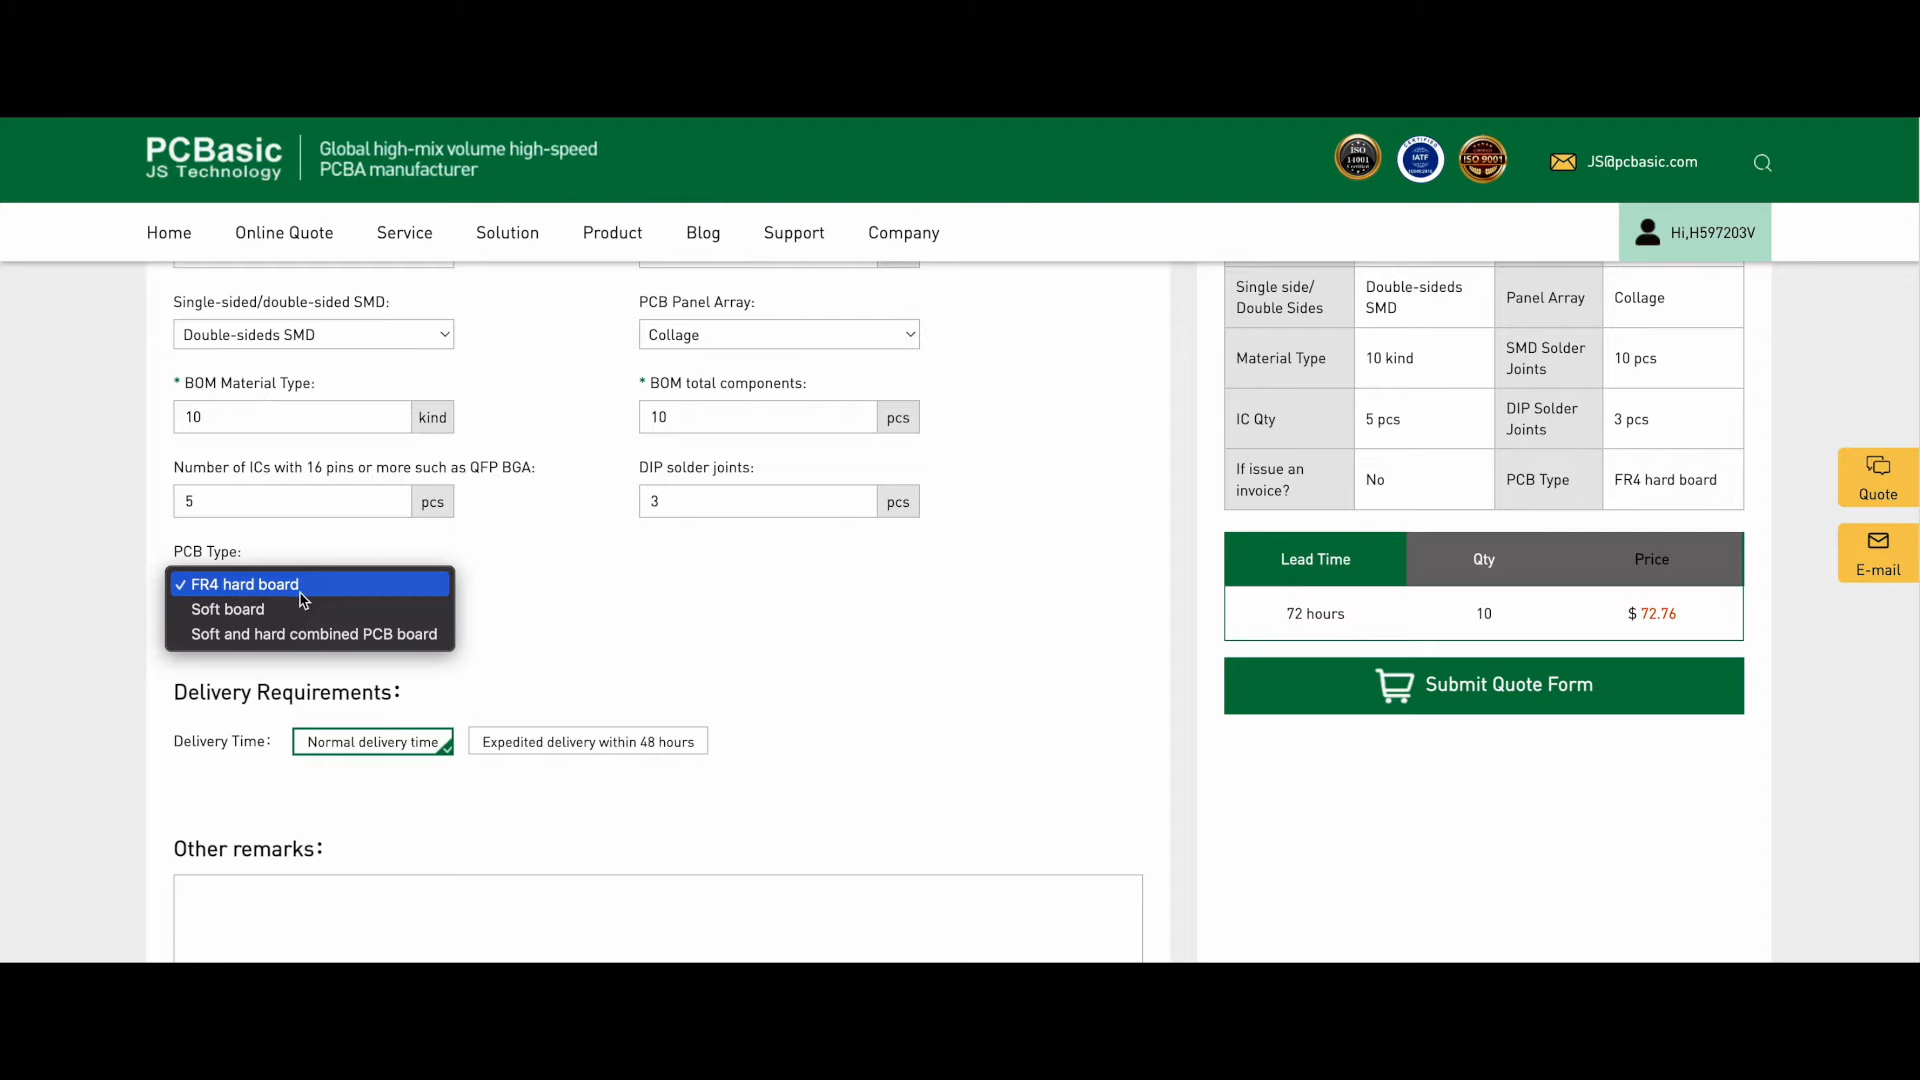 PCBasic
JS Technology
Global high-mix volume high-speed
PCBA manufacturer
ISO
14001
Certified
CERTIFIED
IATF
ISO 9001
JS@pcbasic.com
Home
Online Quote
Service
Solution
Product
Blog
Support
Company
Hi,H597203V
Single-sided/double-sided SMD:
Double-sideds SMD
PCB Panel Array:
Collage
* BOM Material Type:
10
kind
* BOM total components:
10
pcs
Number of ICs with 16 pins or more such as QFP BGA:
5
pcs
DIP solder joints:
3
pcs
PCB Type:
✓ FR4 hard board
Soft board
Soft and hard combined PCB board
Delivery Requirements:
Delivery Time:
Normal delivery time
Expedited delivery within 48 hours
Other remarks:
Single side/
Double Sides
Double-sideds
SMD
Panel Array
Collage
Material Type
10 kind
SMD Solder
Joints
10 pcs
IC Qty
5 pcs
DIP Solder
Joints
3 pcs
If issue an
invoice?
No
PCB Type
FR4 hard board
Lead Time
Qty
Price
72 hours
10
$ 72.76
Submit Quote Form
Quote
E-mail